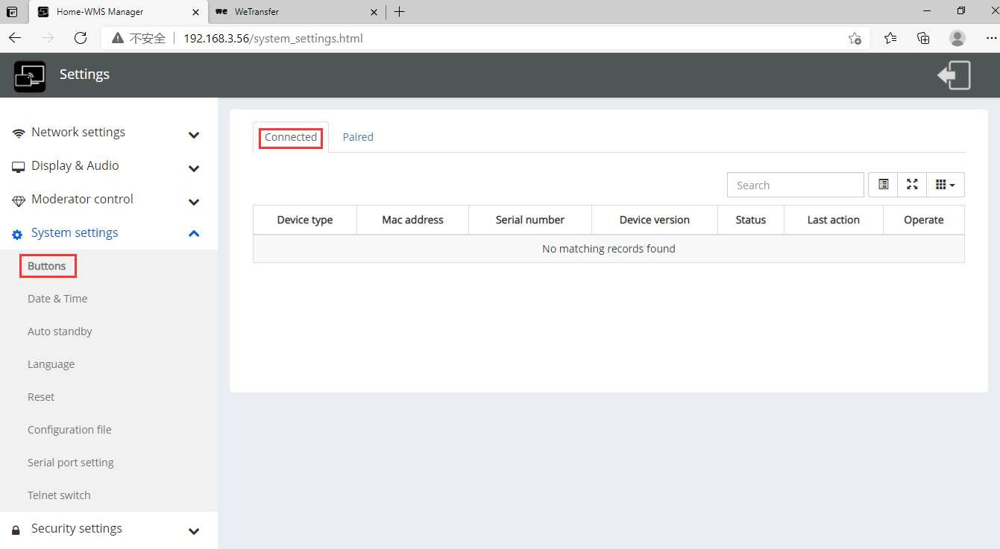 Home-WMS Manager
WeTransfer
不安全 192.168.3.56/system_settings.html
Settings
Network settings
Display & Audio
Moderator control
System settings
Buttons
Date & Time
Auto standby
Language
Reset
Configuration file
Serial port setting
Telnet switch
Security settings
Connected Paired
Search
Device type Mac address Serial number Device version Status Last action Operate
No matching records found